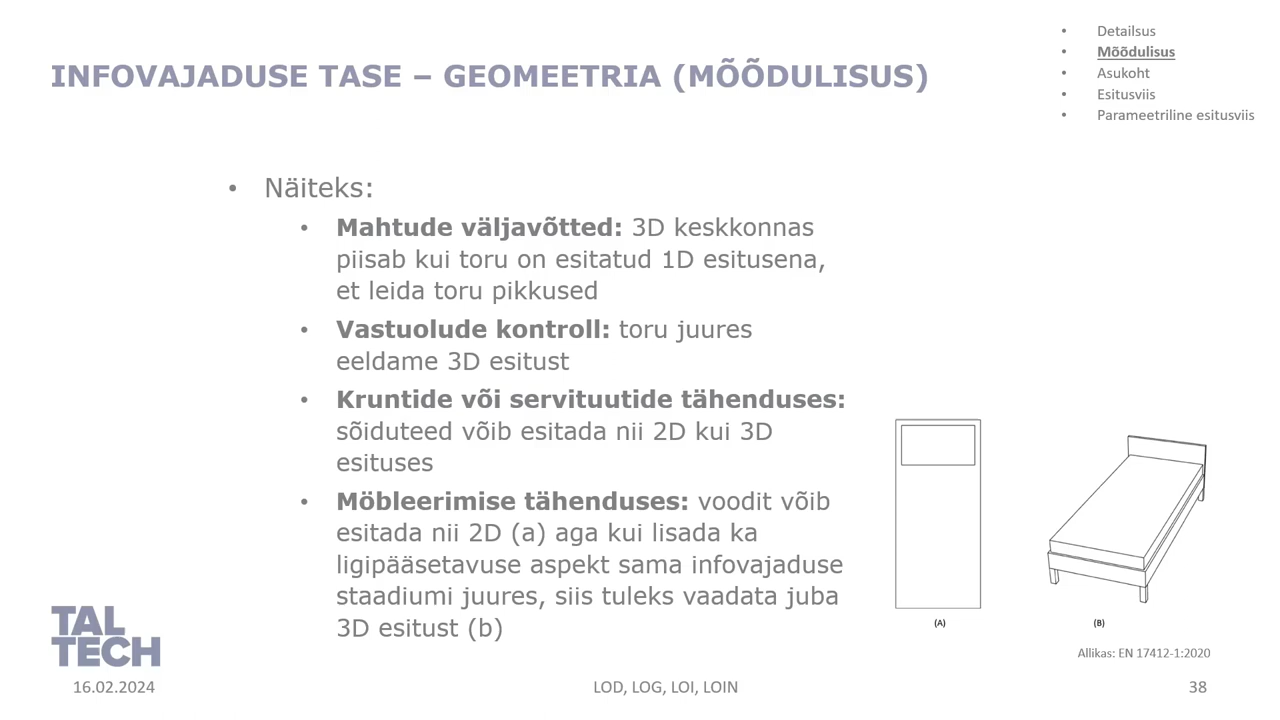 INFOVAJADUSE TASE – GEOMEETRIA (MÕÕDULISUS)
• Detailsus
• Mõõdulisus
• Asukoht
• Esitusviis
• Parameetriline esitusviis
• Näiteks:
• Mahtude väljavõtted: 3D keskkonnas
piisab kui toru on esitatud 1D esitusena,
et leida toru pikkused
• Vastuolude kontroll: toru juures
eeldame 3D esitust
• Kruntide või servituutide tähenduses:
sõiduteed võib esitada nii 2D kui 3D
esituses
• Möbleerimise tähenduses: voodit võib
esitada nii 2D (a) aga kui lisada ka
ligipääsetavuse aspekt sama infovajaduse
staadiumi juures, siis tuleks vaadata juba
3D esitust (b)
(A)
(B)
Allikas: EN 17412-1:2020
TAL
TECH
16.02.2024
LOD, LOG, LOI, LOIN
38